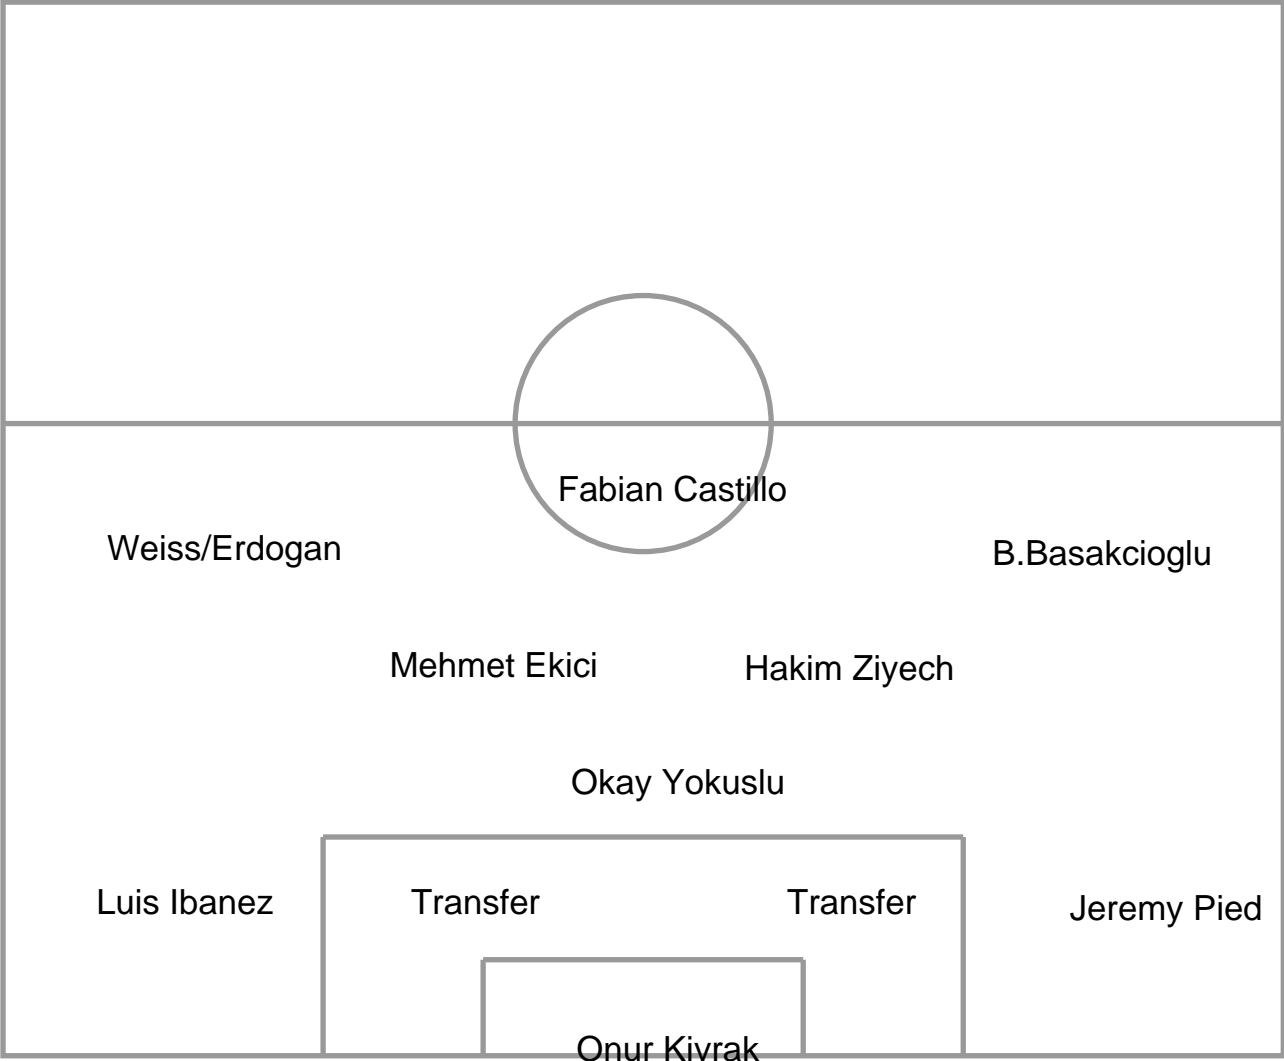 Fabian Castillo
Weiss/Erdogan
B.Basakcioglu
Mehmet Ekici
Hakim Ziyech
Okay Yokuslu
Luis Ibanez
Transfer
Transfer
Jeremy Pied
Onur Kivrak